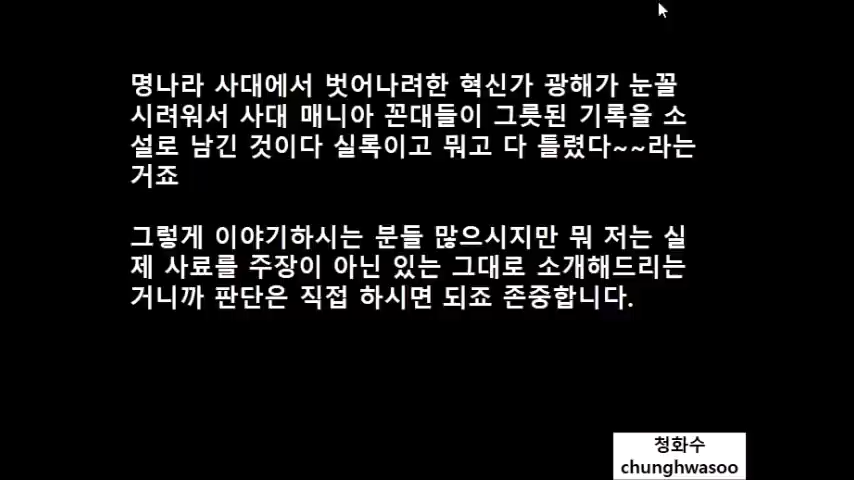 명나라 사대에서 벗어나려한 혁신가 광해가 눈꼴
시려워서 사대 매니아 꼰대들이 그릇된 기록을 소
설로 남긴 것이다 실록이고 뭐고 다 틀렸다~~라는
거죠
그렇게 이야기하시는 분들 많으시지만 뭐 저는 실
제 사료를 주장이 아닌 있는 그대로 소개해드리는
거니까 판단은 직접 하시면 되죠 존중합니다.
청화수
chunghwasoo